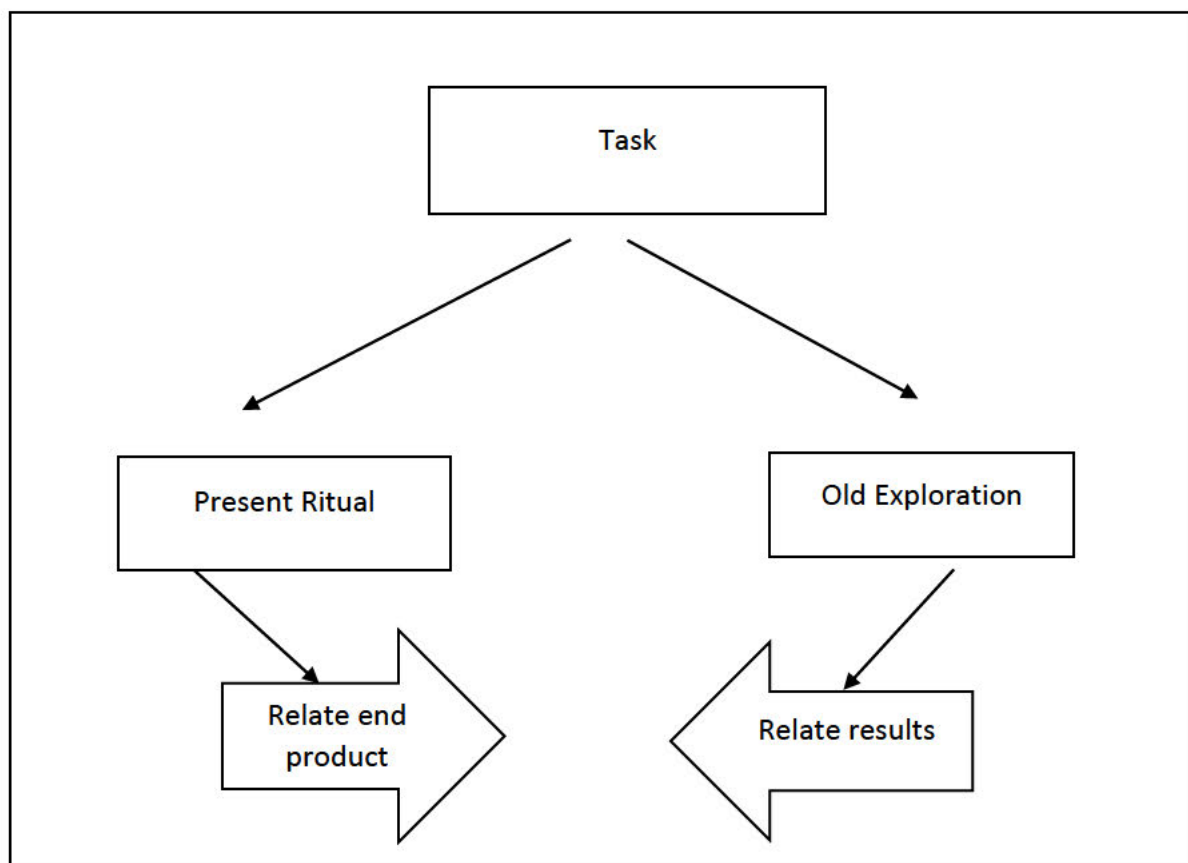 Task
Present Ritual
Old Exploration
Relate end
product
Relate results